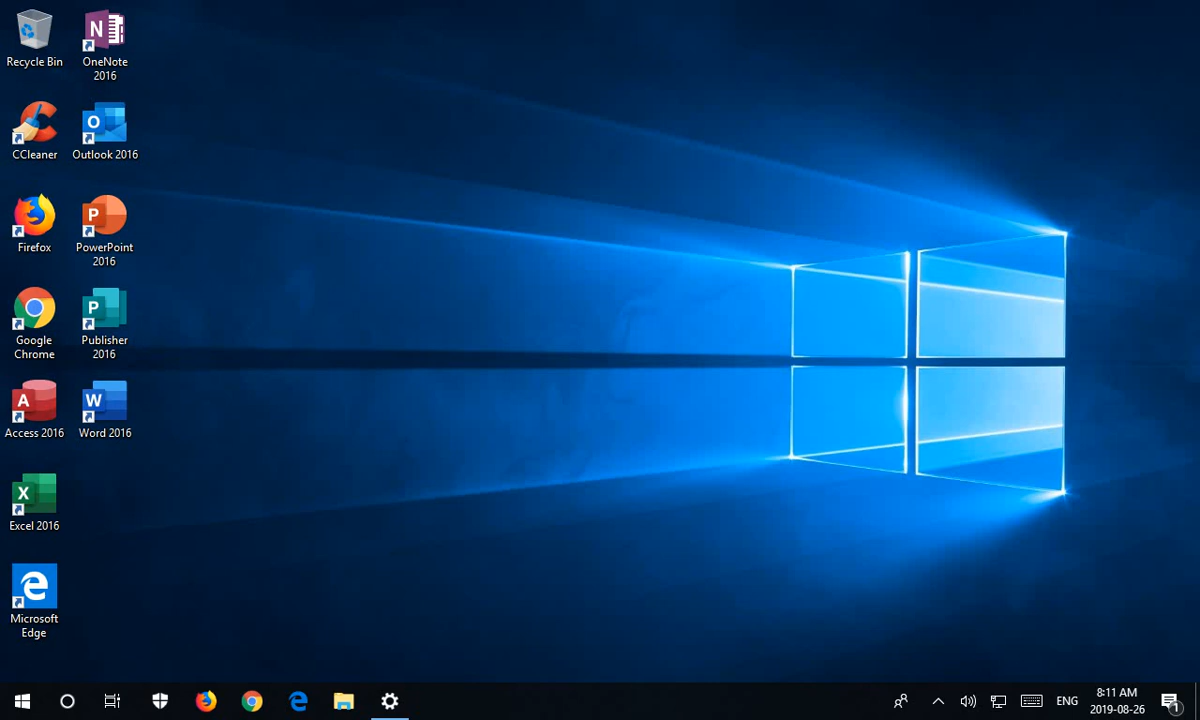 Recycle Bin
OneNote
2016
CCleaner
Outlook 2016
Firefox
PowerPoint
2016
Google
Chrome
Publisher
2016
Access 2016
Word 2016
Excel 2016
Microsoft
Edge
ENG
8:11 AM
2019-08-26
1